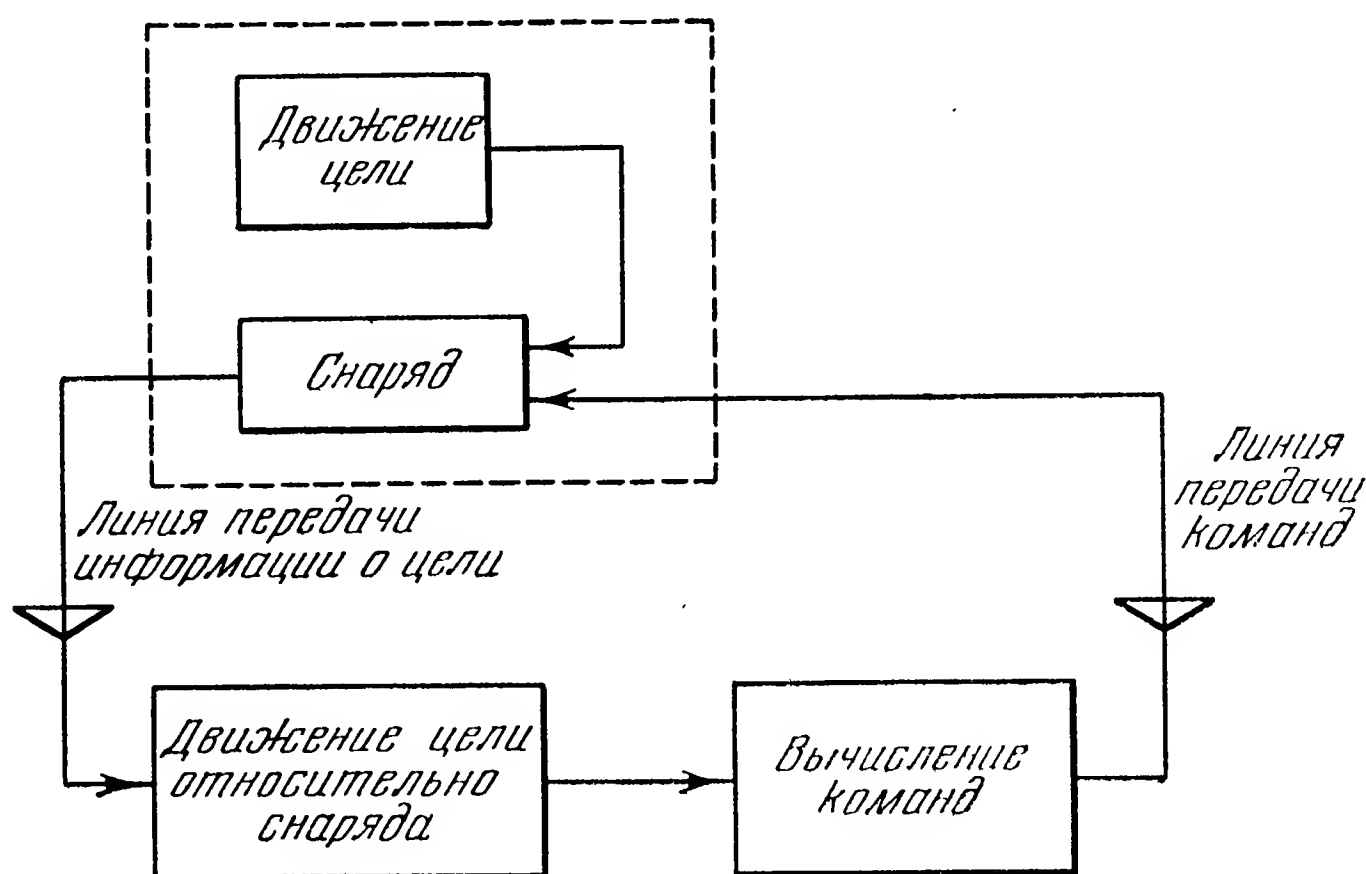 Движение
цели
Снаряд
Линия передачи
информации о цели
Линия
передачи
команд
Движение цели
относительно
снаряда
Вычисление
команд